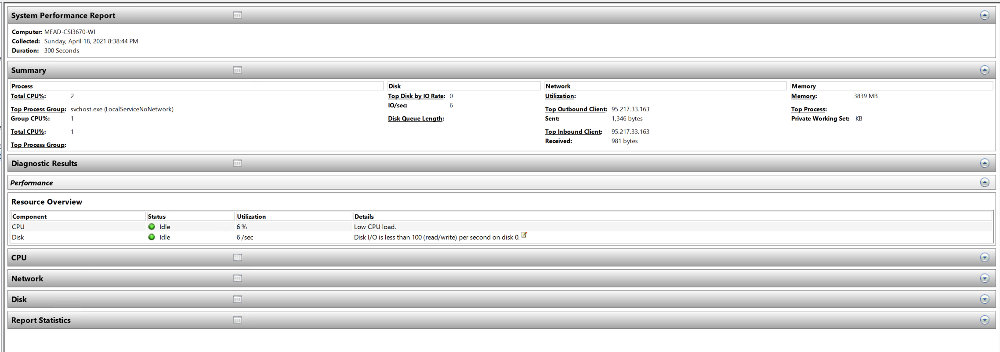 System Performance Report
Computer: MEAD-CSI3670-WI
Collected: Sunday, April 18, 2021 8:38:44 PM
Duration: 300 Seconds
Summary
Process
Total CPU%: 2
Top Process Group: svchost.exe (LocalServiceNoNetwork)
Group CPU%: 1
Total CPU%: 1
Top Process Group:
Disk
Top Disk by IO Rate: 0
IO/sec: 6
Disk Queue Length:
Network
Utilization:
Top Outbound Client: 95.217.33.163
Sent: 1,346 bytes
Top Inbound Client: 95.217.33.163
Received: 981 bytes
Memory
Memory: 3839 MB
Top Process:
Private Working Set: KB
Diagnostic Results
Performance
Resource Overview
Component Status Utilization Details
CPU Idle 6 % Low CPU load.
Disk Idle 6 /sec Disk I/O is less than 100 (read/write) per second on disk 0.
CPU
Network
Disk
Report Statistics